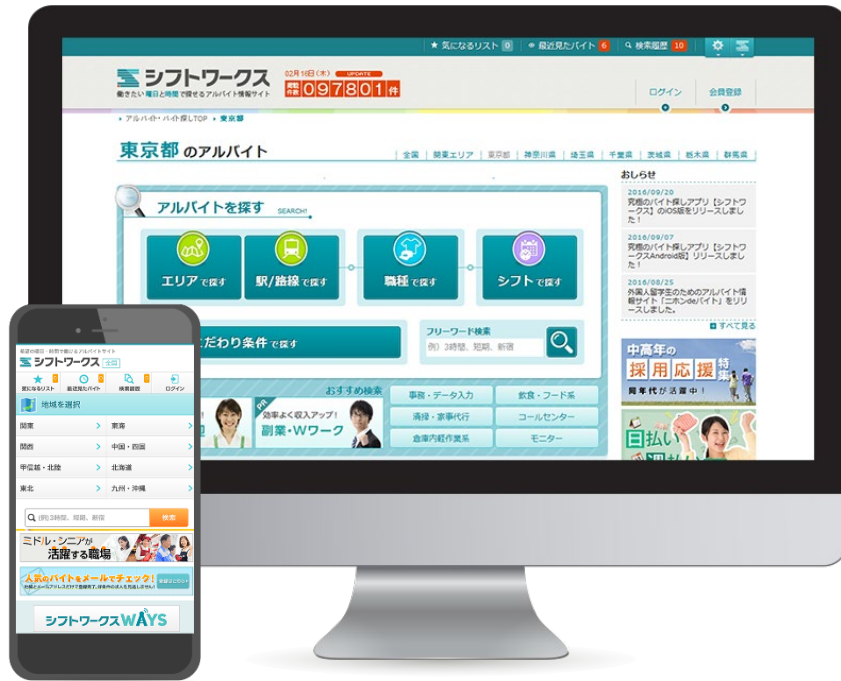 ★ 気になるリスト 0
最近見たバイト 6
検索履歴 10
シフトワークス
働きたい曜日と時間で探せるアルバイト情報サイト
02月16日(木) UPDATE
掲載件数 097801件
ログイン
会員登録
アルバイト・バイト探しTOP
東京都
東京都 のアルバイト
全国 | 関東エリア | 東京都 | 神奈川県 | 埼玉県 | 千葉県 | 茨城県 | 栃木県 | 群馬県
アルバイトを探す SEARCH!
エリアで探す
駅/路線で探す
職種で探す
シフトで探す
だわり条件で探す
フリーワード検索
例) 3時間、短期、新宿
おすすめ検索
PR
効率よく収入アップ!
副業・Wワーク
事務・データ入力
飲食・フード系
清掃・家事代行
コールセンター
倉庫内軽作業系
モニター
おしらせ
2016/09/20
究極のバイト探しアプリ【シフトワ
ークス】のiOS版をリリースしまし
た!
2016/09/07
究極のバイト探しアプリ【シフトワ
ークスAndroid版】リリースしまし
た!
2016/08/25
外国人留学生のためのアルバイト情
報サイト「ニホンdeバイト」をリリ
ースしました。
すべて見る
中高年の
採用応援特集
同年代が活躍中!
日払い
週払い
希望の曜日・時間で働けるアルバイトサイト
シフトワークス 全国
気になるリスト
最近見たバイト
検索履歴
ログイン
地域を選択
関東
東海
関西
中国・四国
甲信越・北陸
北海道
東北
九州・沖縄
(例)3時間、短期、新宿
検索
ミドル・シニアが
活躍する職場
人気のバイトをメールでチェック!
シフトワークスWAYS